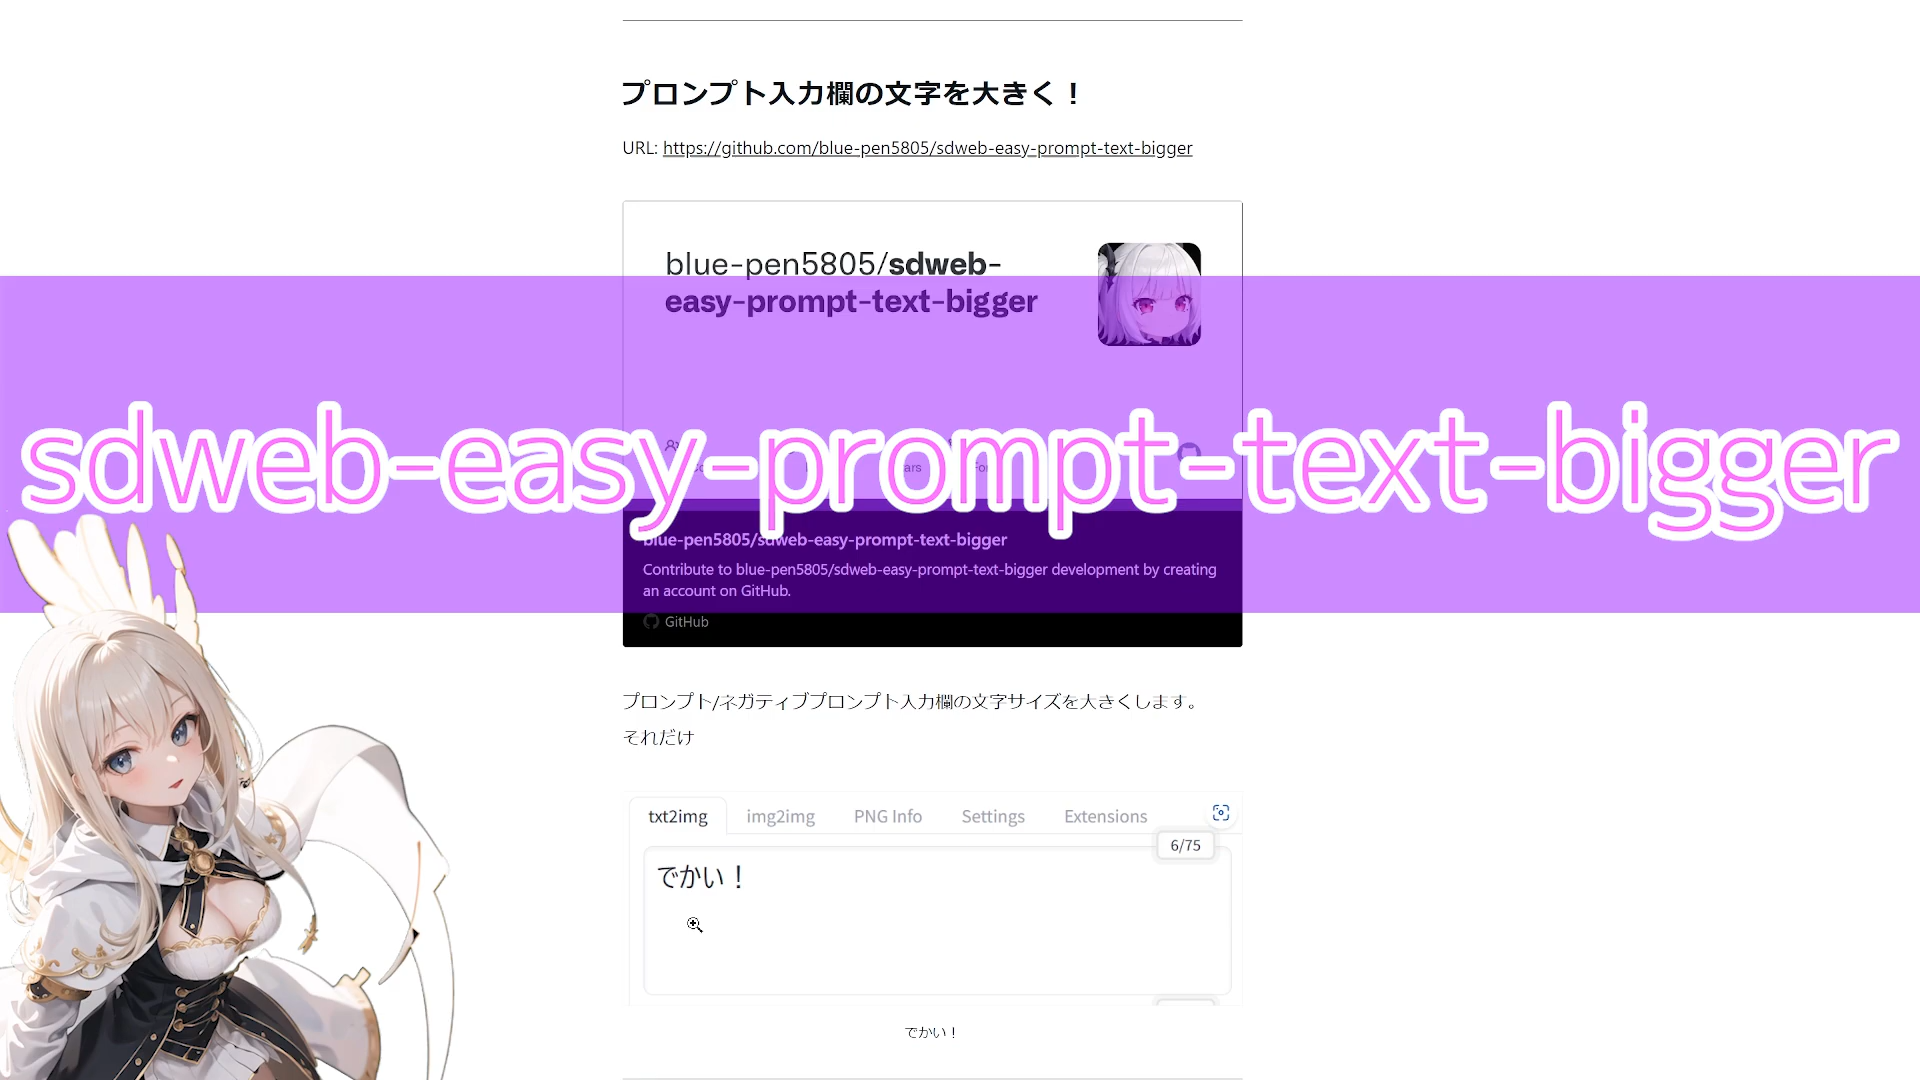 プロンプト入力欄の文字を大きく！
URL: https://github.com/blue-pen5805/sdweb-easy-prompt-text-bigger
blue-pen5805/sdweb-
easy-prompt-text-bigger
sdweb-easy-prompt-text-bigger
blue-pen5805/sdweb-easy-prompt-text-bigger
Contribute to blue-pen5805/sdweb-easy-prompt-text-bigger development by creating
an account on GitHub.
GitHub
プロンプト/ネガティブプロンプト入力欄の文字サイズを大きくします。
それだけ
txt2img img2img PNG Info Settings Extensions
6/75
でかい！
でかい！